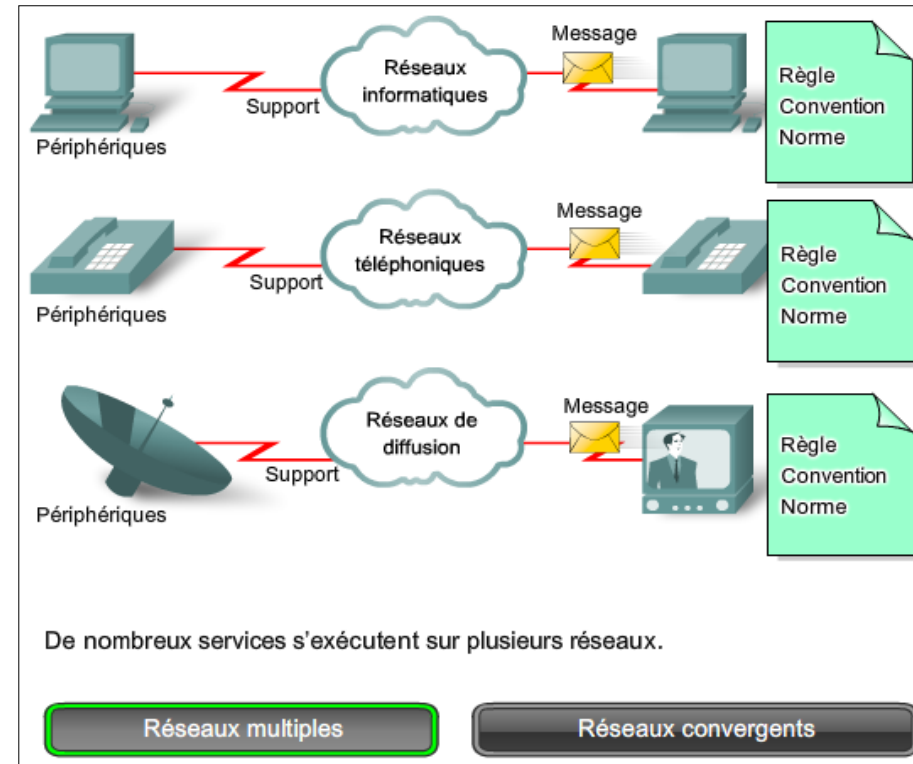 Message
Réseaux
informatiques
Support
Périphériques
Règle
Convention
Norme
Message
Réseaux
téléphoniques
Support
Périphériques
Règle
Convention
Norme
Message
Réseaux de
diffusion
Support
Périphériques
Règle
Convention
Norme
De nombreux services s’exécutent sur plusieurs réseaux.
Réseaux multiples
Réseaux convergents